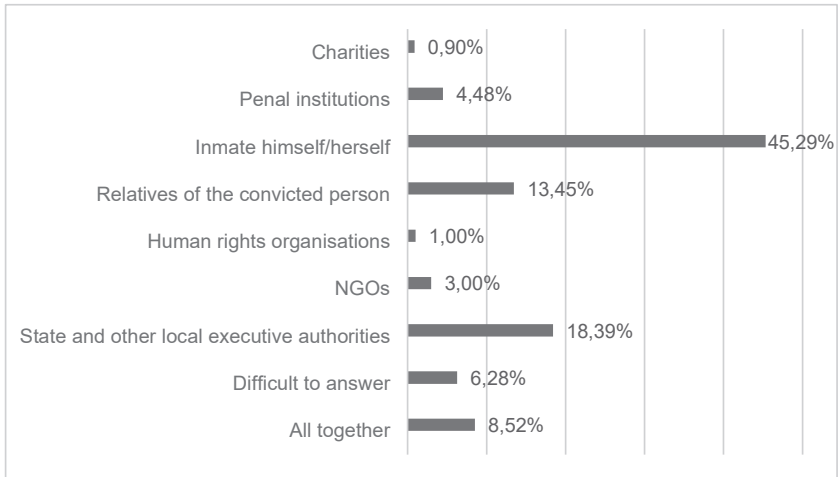 Charities 0,90%
Penal institutions 4,48%
Inmate himself/herself 45,29%
Relatives of the convicted person 13,45%
Human rights organisations 1,00%
NGOs 3,00%
State and other local executive authorities 18,39%
Difficult to answer 6,28%
All together 8,52%